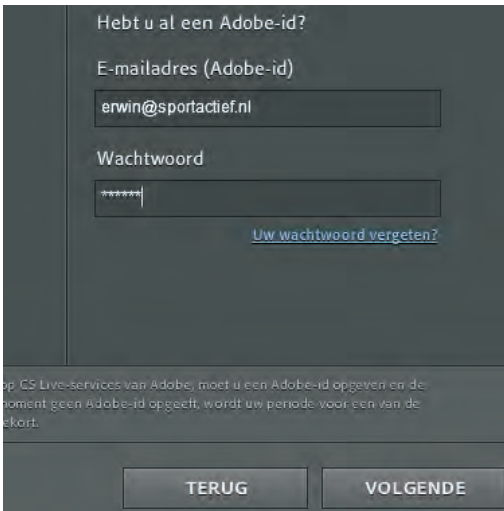 Hebt u al een Adobe-id?
E-mailadres (Adobe-id)
erwin@sportactief.nl
Wachtwoord
******
Uw wachtwoord vergeten?
op CS Live-services van Adobe, moet u een Adobe-id opgeven en de
moment geen Adobe-id opgeeft, wordt uw periode voor een van de
ekort.
TERUG
VOLGENDE